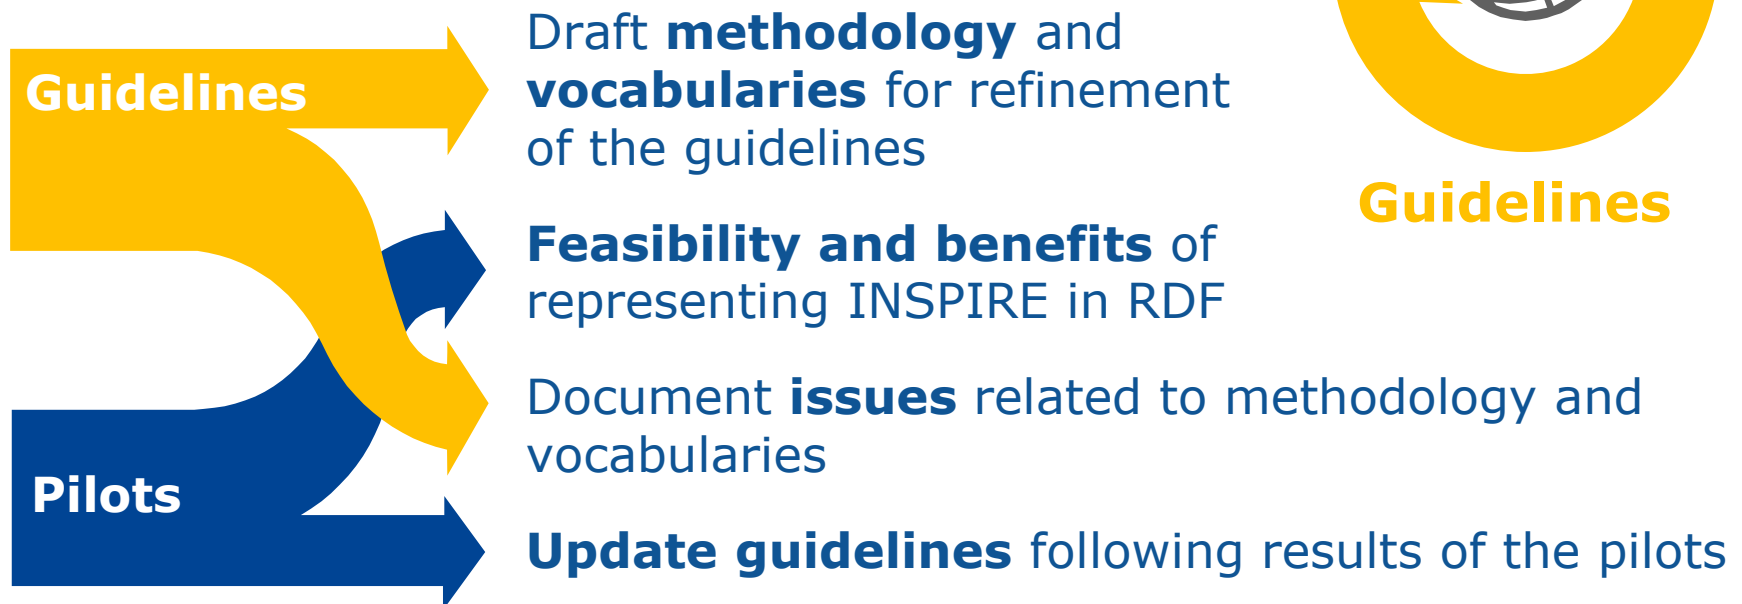 Guidelines
Draft methodology and
vocabularies for refinement
of the guidelines
Guidelines
Feasibility and benefits of
representing INSPIRE in RDF
Document issues related to methodology and
vocabularies
Pilots
Update guidelines following results of the pilots